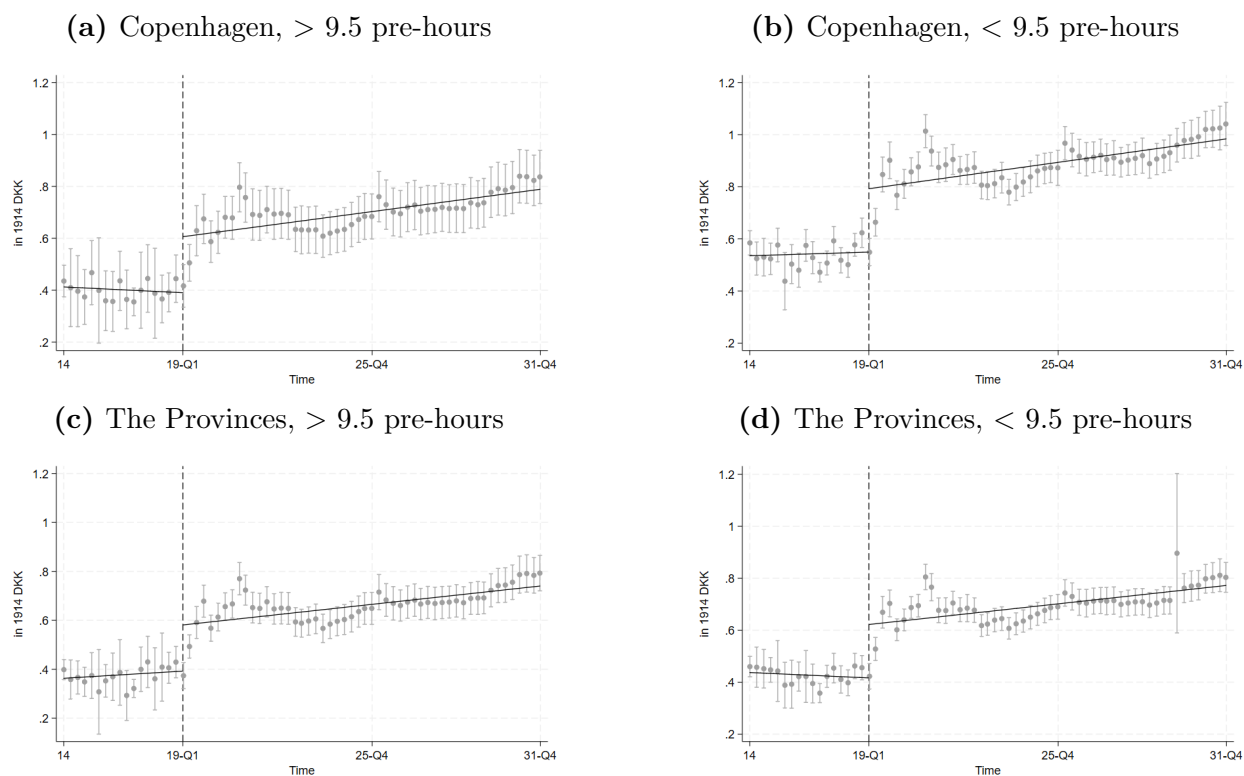 (a) Copenhagen, > 9.5 pre-hours
(b) Copenhagen, < 9.5 pre-hours
in 1914 DKK
1.2
1
.8
.6
.4
.2
14
19-Q1
25-Q4
31-Q4
Time
in 1914 DKK
1.2
1
.8
.6
.4
.2
14
19-Q1
25-Q4
31-Q4
Time
(c) The Provinces, > 9.5 pre-hours
(d) The Provinces, < 9.5 pre-hours
in 1914 DKK
1.2
1
.8
.6
.4
.2
14
19-Q1
25-Q4
31-Q4
Time
in 1914 DKK
1.2
1
.8
.6
.4
.2
14
19-Q1
25-Q4
31-Q4
Time